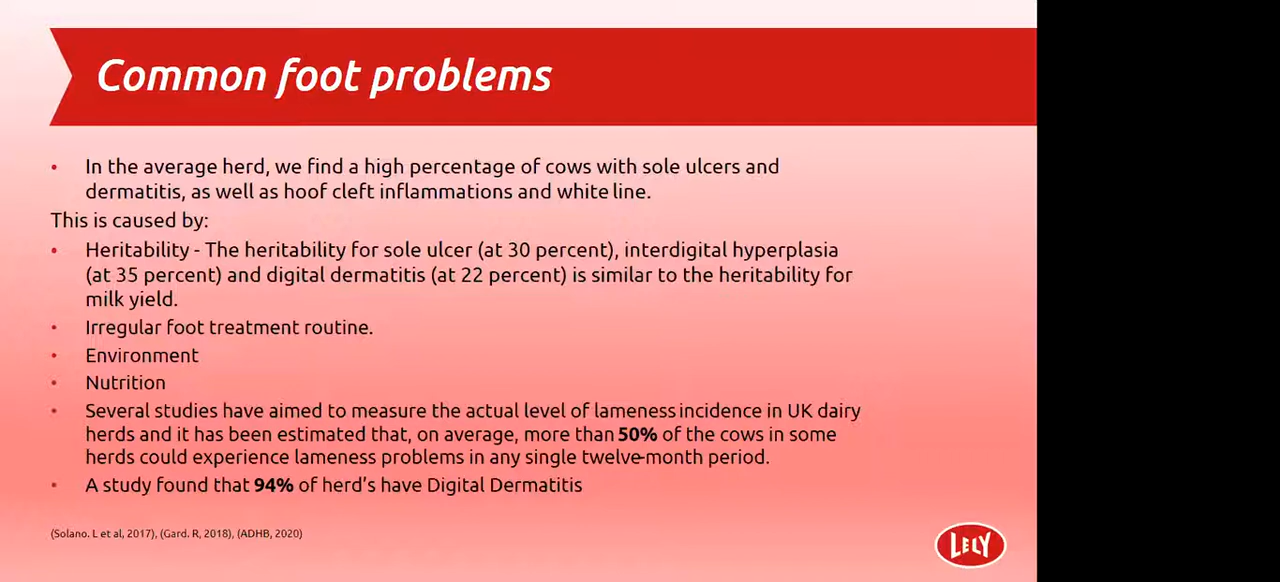 Common foot problems
• In the average herd, we find a high percentage of cows with sole ulcers and
dermatitis, as well as hoof cleft inflammations and white line.
This is caused by:
• Heritability - The heritability for sole ulcer (at 30 percent), interdigital hyperplasia
(at 35 percent) and digital dermatitis (at 22 percent) is similar to the heritability for
milk yield.
• Irregular foot treatment routine.
• Environment
• Nutrition
• Several studies have aimed to measure the actual level of lameness incidence in UK dairy
herds and it has been estimated that, on average, more than 50% of the cows in some
herds could experience lameness problems in any single twelve-month period.
• A study found that 94% of herd's have Digital Dermatitis
(Solano. L et al, 2017), (Gard. R, 2018), (ADHB, 2020)
LELY